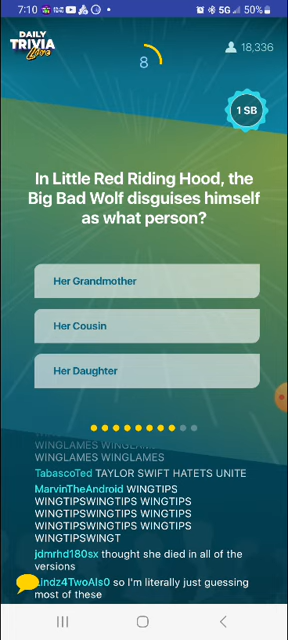 7:10
5G 50%
DAILY
TRIVIA
Live
8
18,336
1 SB
In Little Red Riding Hood, the
Big Bad Wolf disguises himself
as what person?
Her Grandmother
Her Cousin
Her Daughter
WINGLAMES WINGLAMES
WINGLAMES WINGLAMES
TabascoTed TAYLOR SWIFT HATETS UNITE
MarvinTheAndroid WINGTIPS
WINGTIPSWINGTIPS WINGTIPS
WINGTIPSWINGTIPS WINGTIPS
WINGTIPSWINGTIPS WINGTIPS
WINGTIPSWINGT
jdmrhd180sx thought she died in all of the
versions
Lindz4TwoAls0 so I'm literally just guessing
most of these